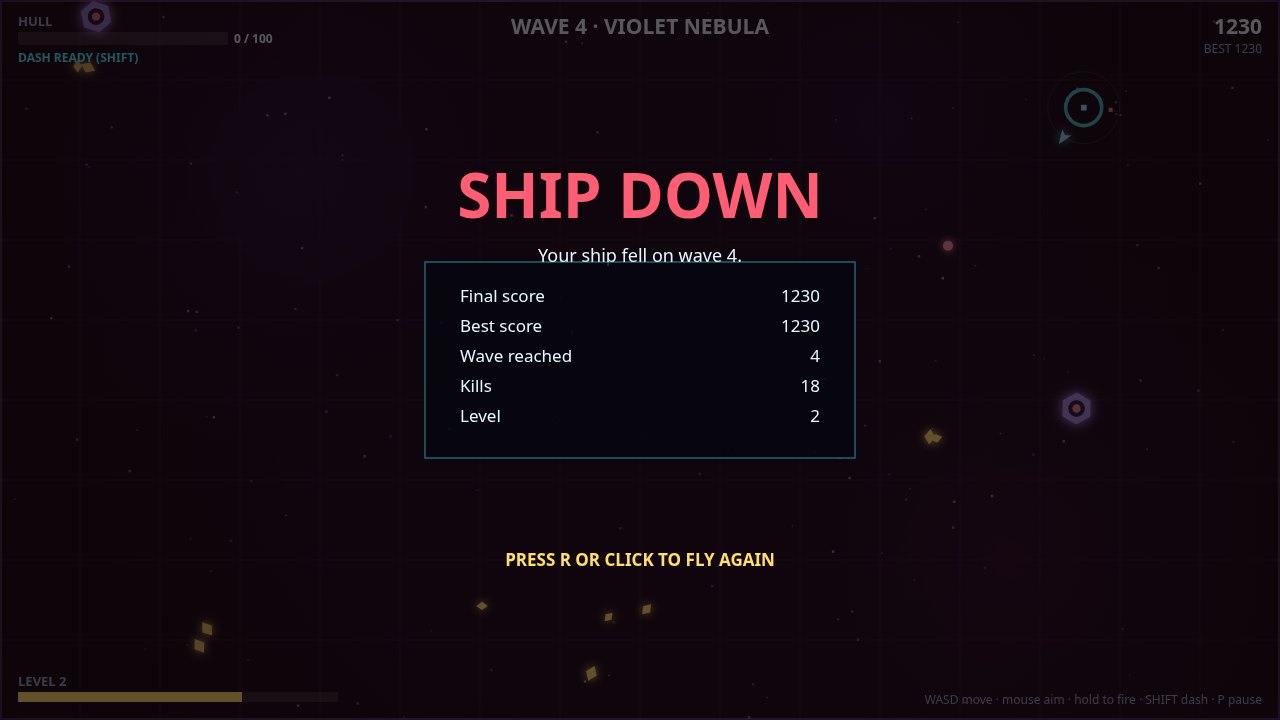 HULL
0 / 100
DASH READY (SHIFT)
WAVE 4 · VIOLET NEBULA
1230
BEST 1230
SHIP DOWN
Your ship fell on wave 4.
Final score 1230
Best score 1230
Wave reached 4
Kills 18
Level 2
PRESS R OR CLICK TO FLY AGAIN
LEVEL 2
WASD move · mouse aim · hold to fire · SHIFT dash · P pause